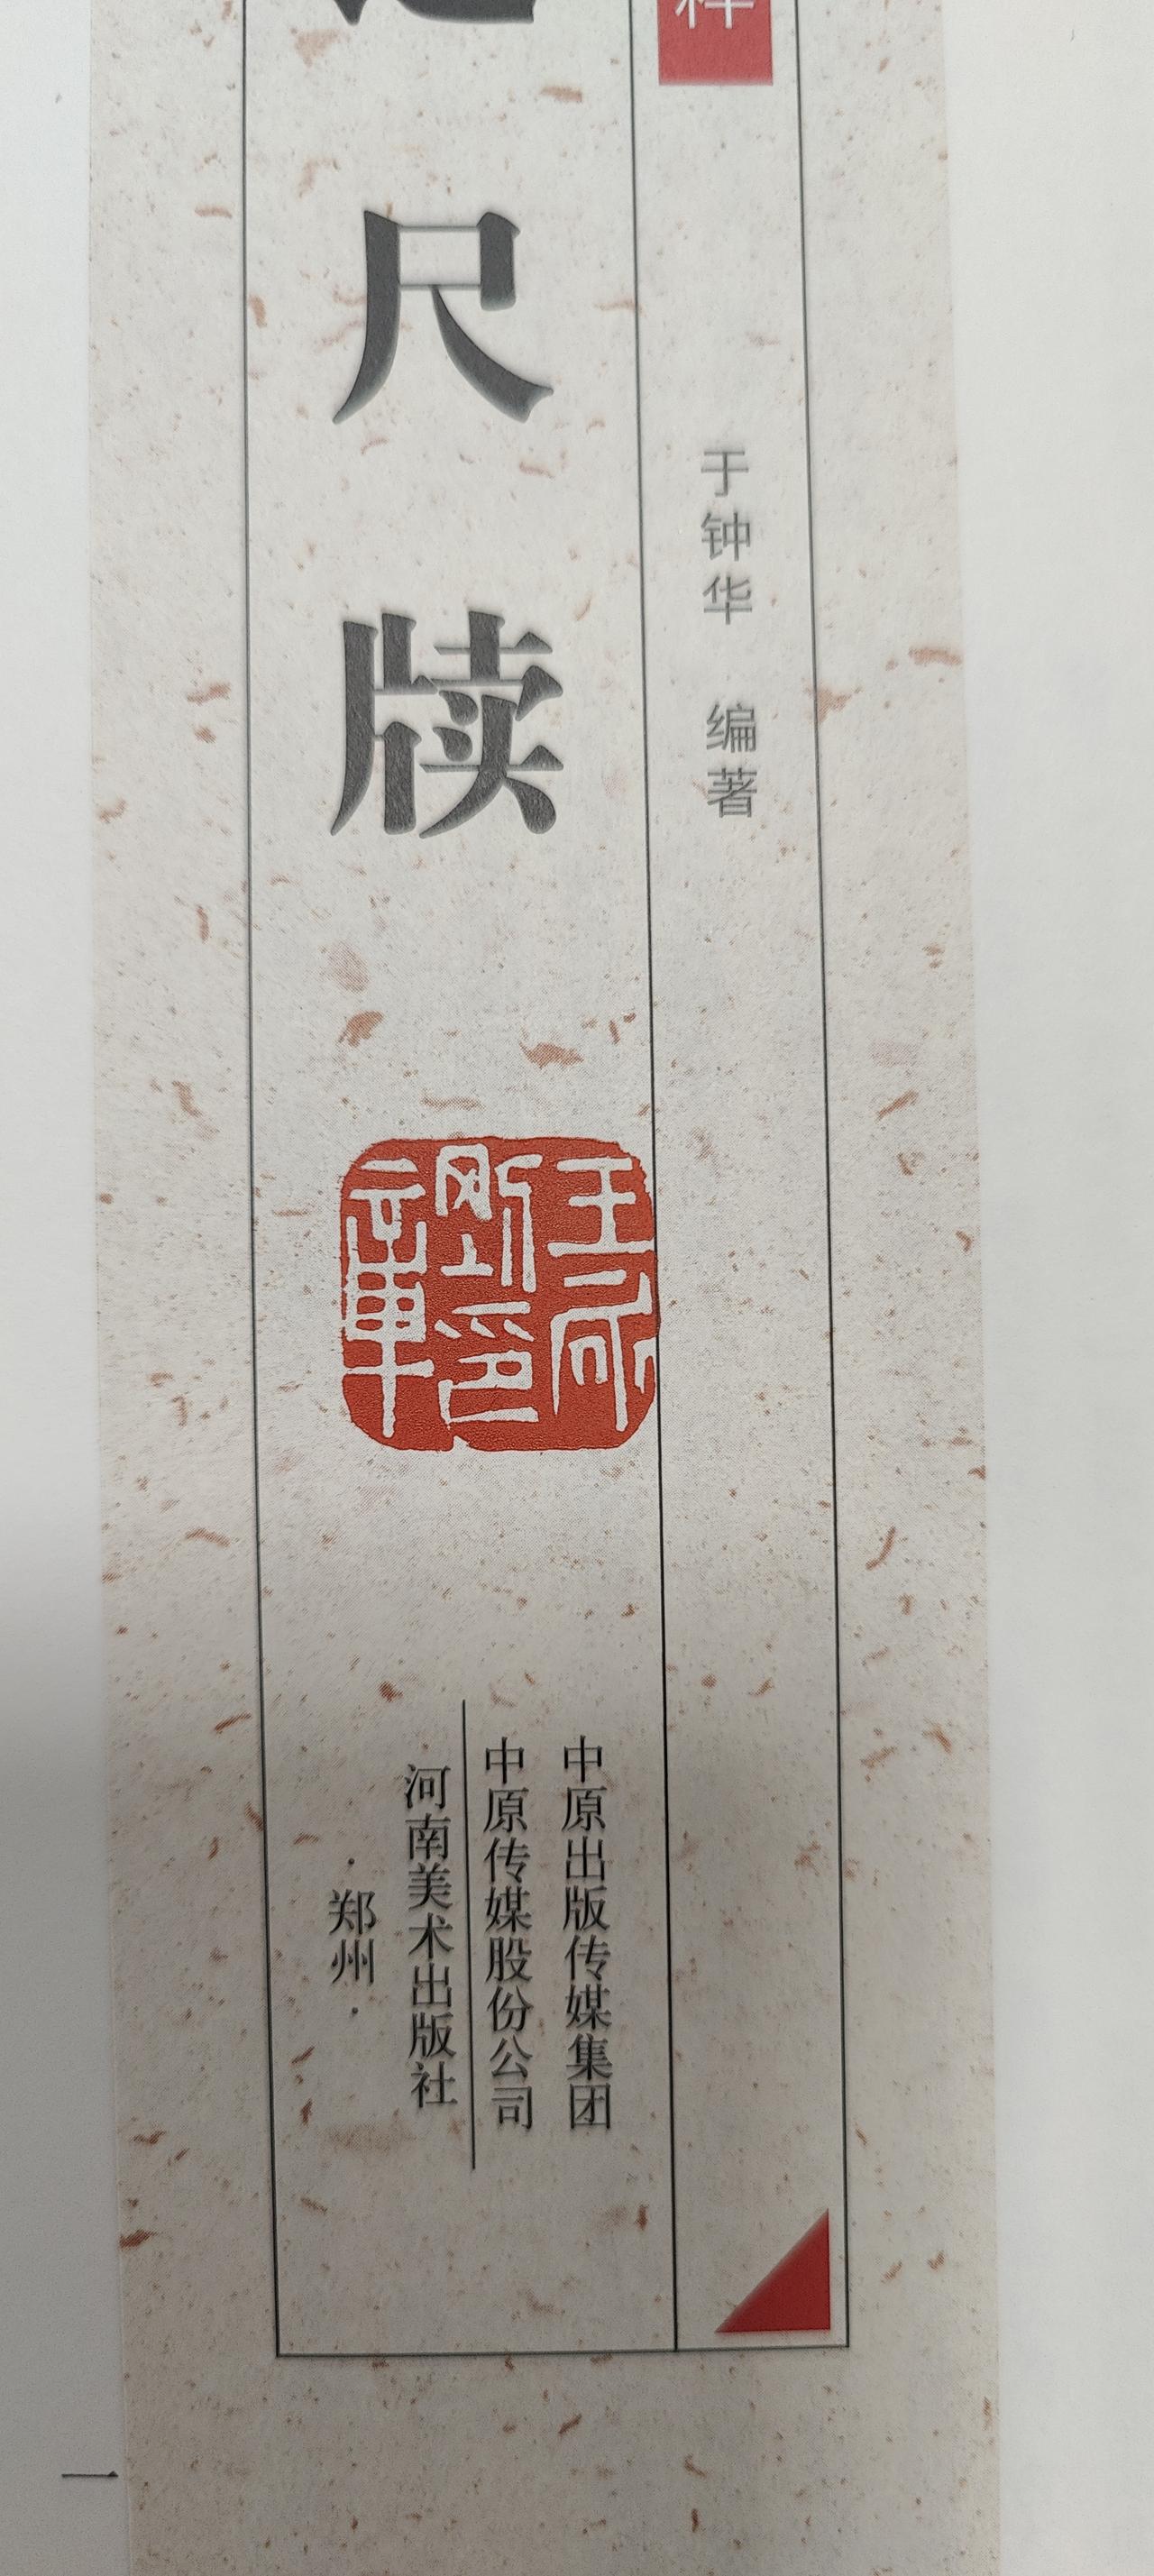 尺牍
于钟华 编著
中原出版传媒集团
中原传媒股份公司
河南美术出版社
·郑州·
一